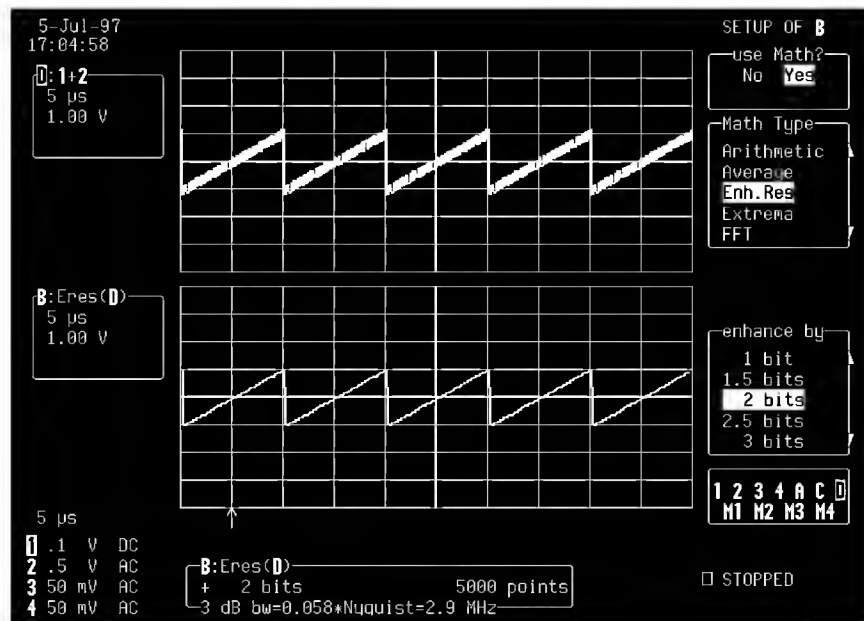 5-Jul-97
17:04:58
D:1+2
5 µs
1.00 V
B:Eres(D)
5 µs
1.00 V
5 µs
1 .1 V DC
2 .5 V AC
3 50 mV AC
4 50 mV AC
B:Eres(D)
+ 2 bits 5000 points
3 dB bw=0.058*Nyquist=2.9 MHz
SETUP OF B
use Math?
No Yes
Math Type
Arithmetic
Average
Enh.Res
Extrema
FFT
enhance by
1 bit
1.5 bits
2 bits
2.5 bits
3 bits
1 2 3 4 A C D
M1 M2 M3 M4
□ STOPPED